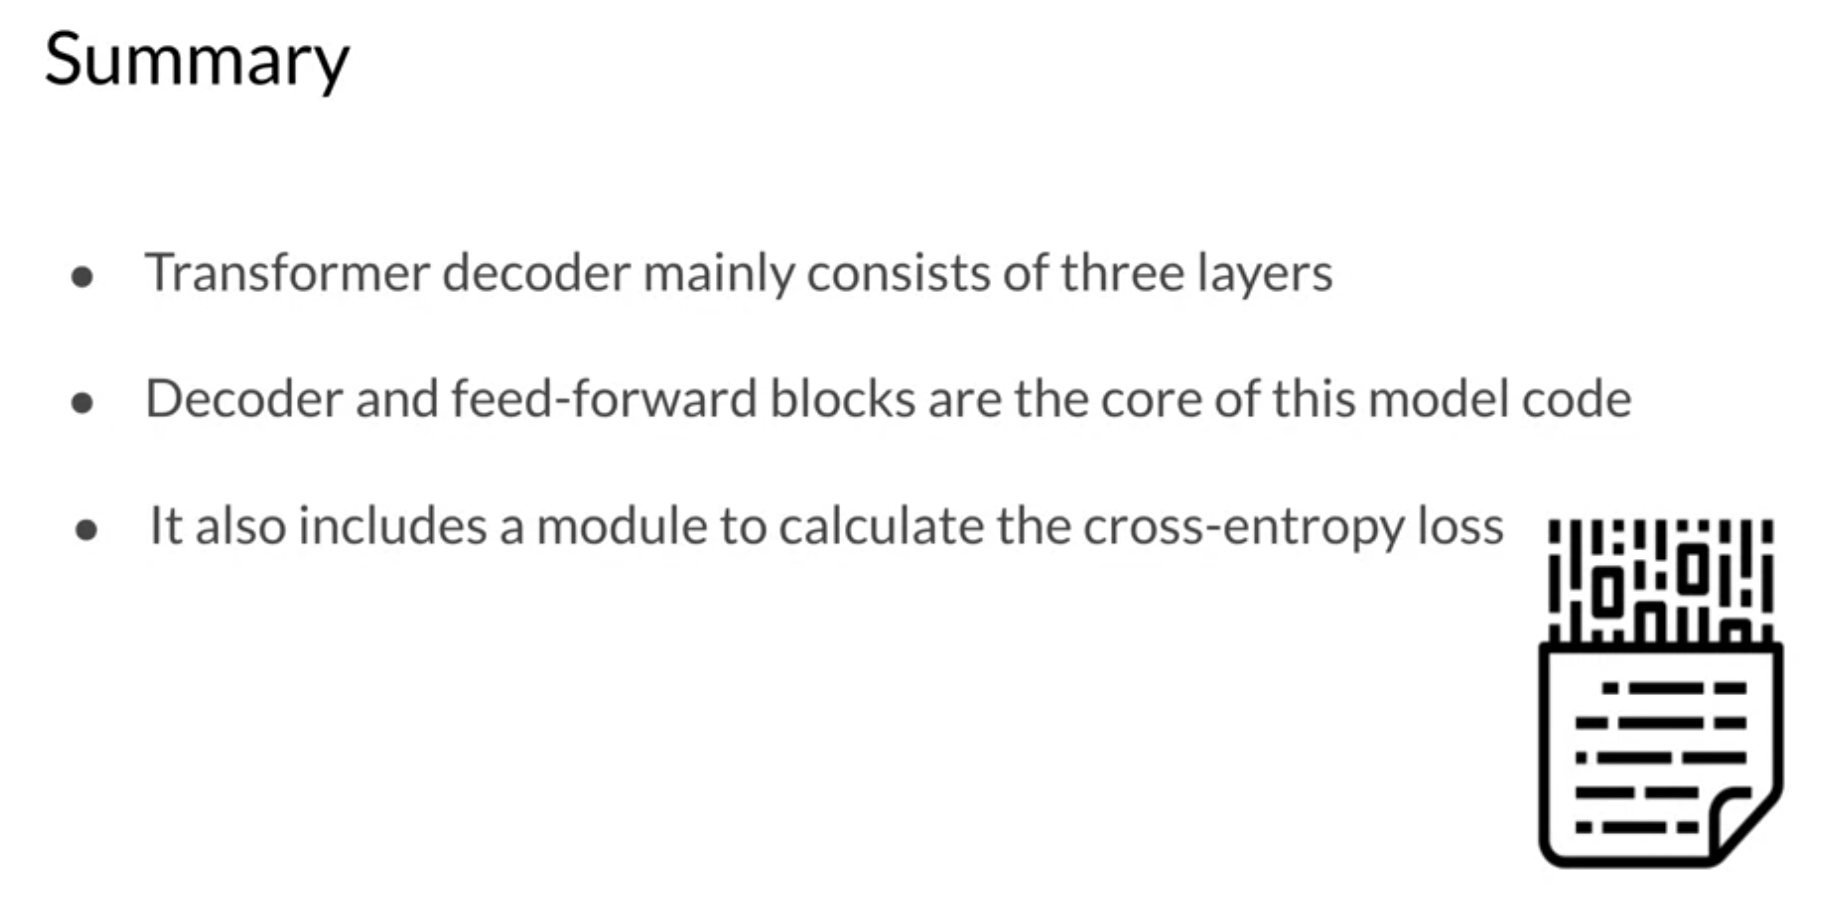 Summary
● Transformer decoder mainly consists of three layers
● Decoder and feed-forward blocks are the core of this model code
● It also includes a module to calculate the cross-entropy loss